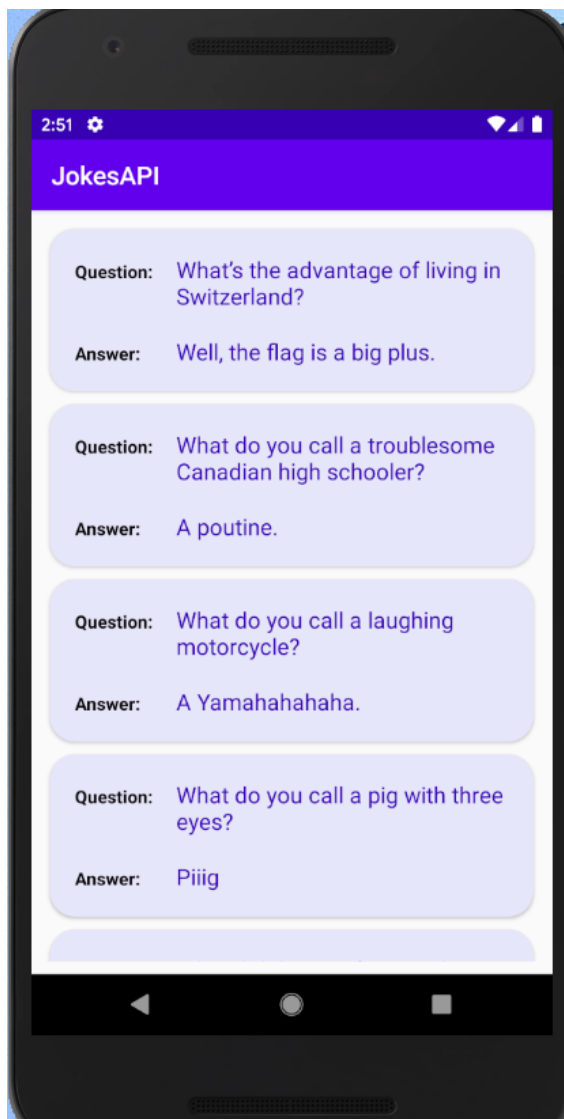 2:51
JokesAPI
Question: What's the advantage of living in
Switzerland?
Answer: Well, the flag is a big plus.
Question: What do you call a troublesome
Canadian high schooler?
Answer: A poutine.
Question: What do you call a laughing
motorcycle?
Answer: A Yamahahahaha.
Question: What do you call a pig with three
eyes?
Answer: Piiig